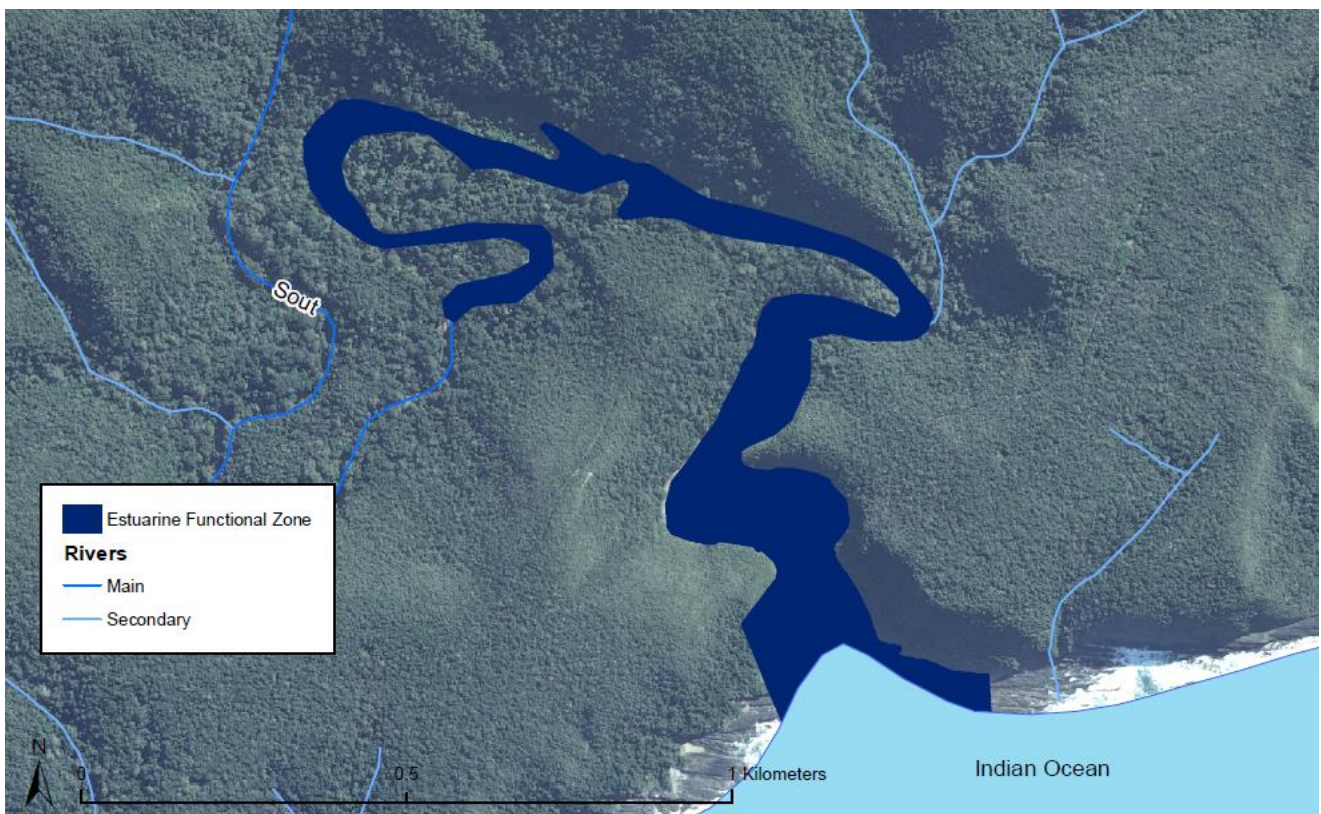 Sout
Estuarine Functional Zone
Rivers
Main
Secondary
N
0 0.5 1 Kilometers
Indian Ocean